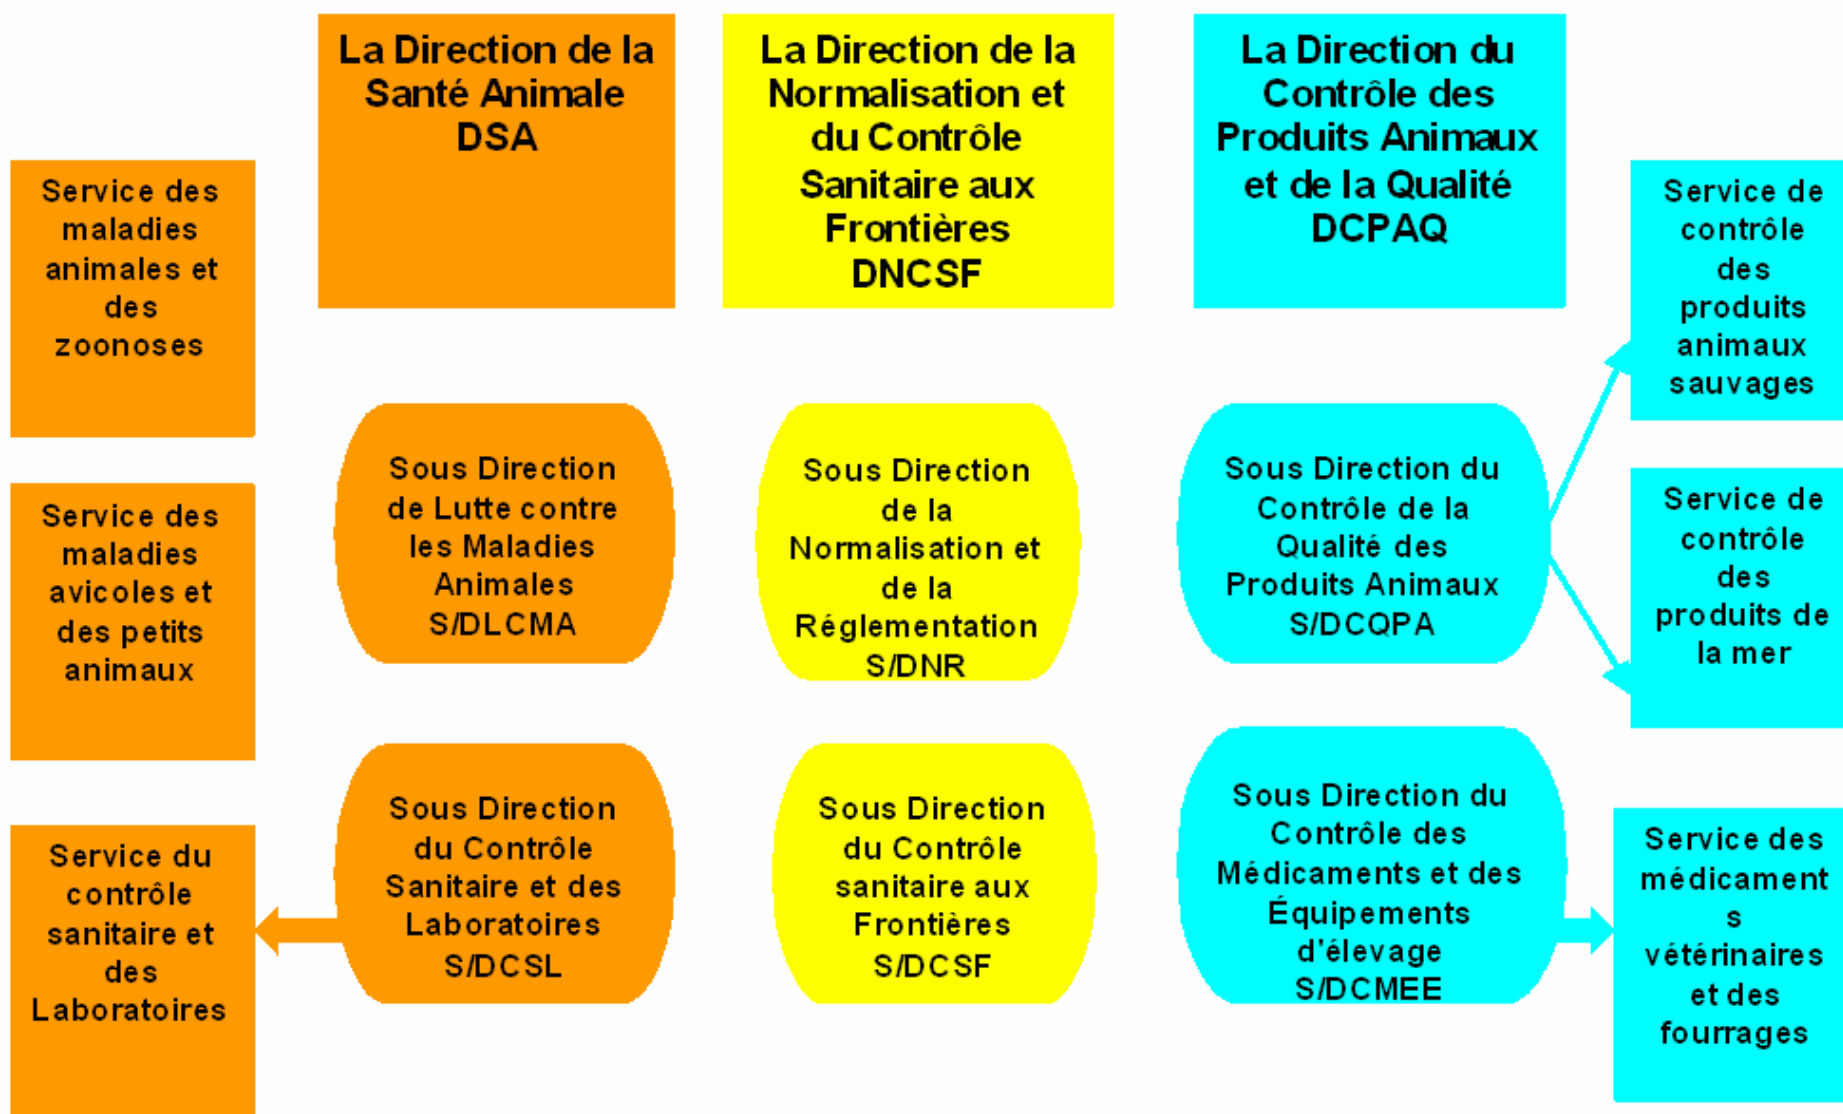 La Direction de la
Santé Animale
DSA
La Direction de la
Normalisation et
du Contrôle
Sanitaire aux
Frontières
DNCSF
La Direction du
Contrôle des
Produits Animaux
et de la Qualité
DCPAQ
Service des
maladies
animales et
des
zoonoses
Service de
contrôle
des
produits
animaux
sauvages
Sous Direction
de Lutte contre
les Maladies
Animales
S/DLCMA
Sous Direction
de la
Normalisation et
de la
Réglementation
S/DNR
Sous Direction du
Contrôle de la
Qualité des
Produits Animaux
S/DCQPA
Service des
maladies
avicoles et
des petits
animaux
Service de
contrôle
des
produits de
la mer
Service du
contrôle
sanitaire et
des
Laboratoires
Sous Direction
du Contrôle
Sanitaire et des
Laboratoires
S/DCSL
Sous Direction
du Contrôle
sanitaire aux
Frontières
S/DCSF
Sous Direction du
Contrôle des
Médicaments et des
Équipements
d'élevage
S/DCMEE
Service des
médicament
s
vétérinaires
et des
fourrages